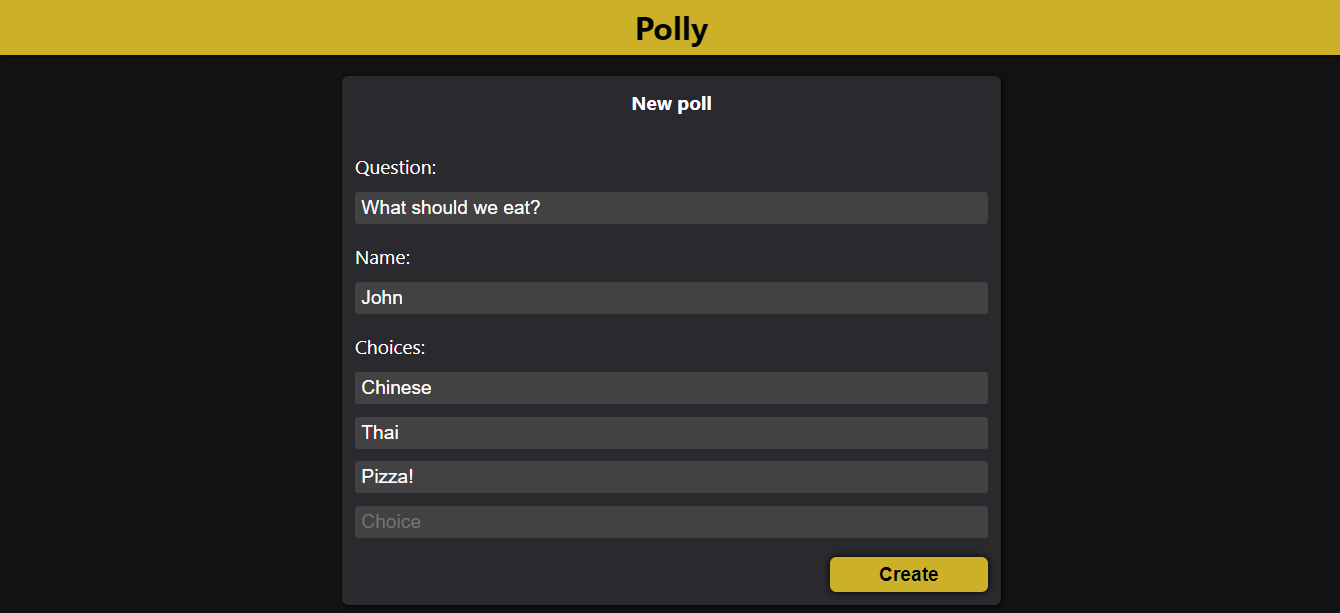 Polly
New poll
Question:
What should we eat?
Name:
John
Choices:
Chinese
Thai
Pizza!
Choice
Create